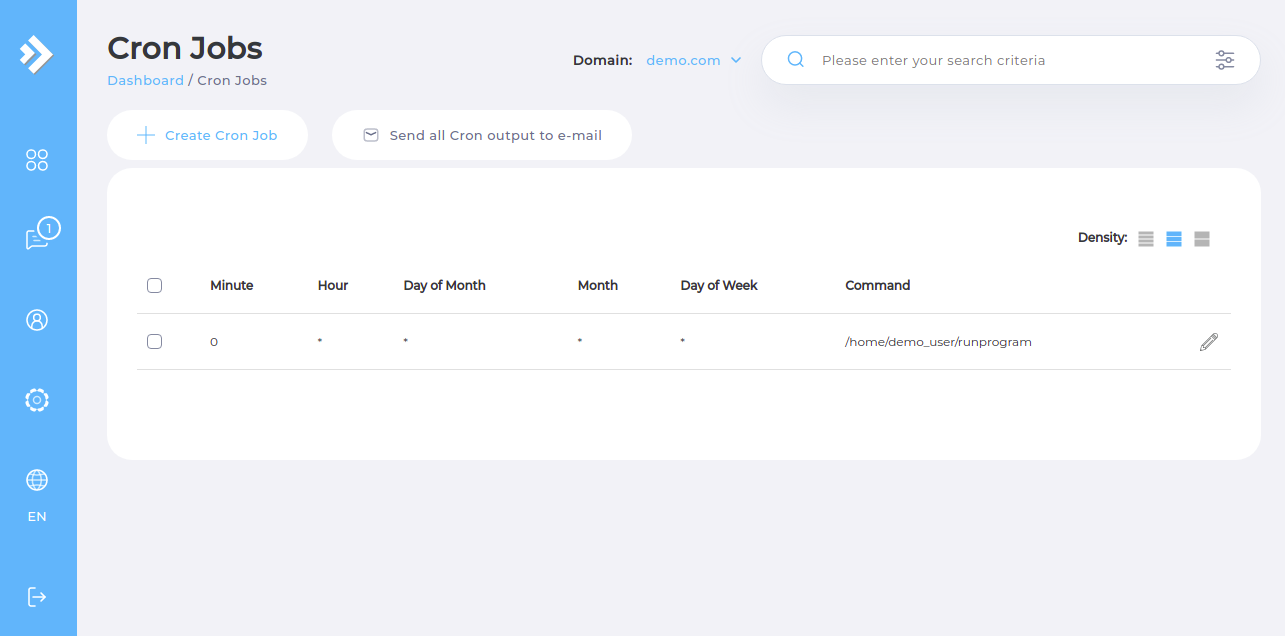 Cron Jobs
Dashboard / Cron Jobs
Domain: demo.com
Please enter your search criteria
Create Cron Job
Send all Cron output to e-mail
1
Density:
Minute Hour Day of Month Month Day of Week Command
0 * * * * /home/demo_user/runprogram
EN